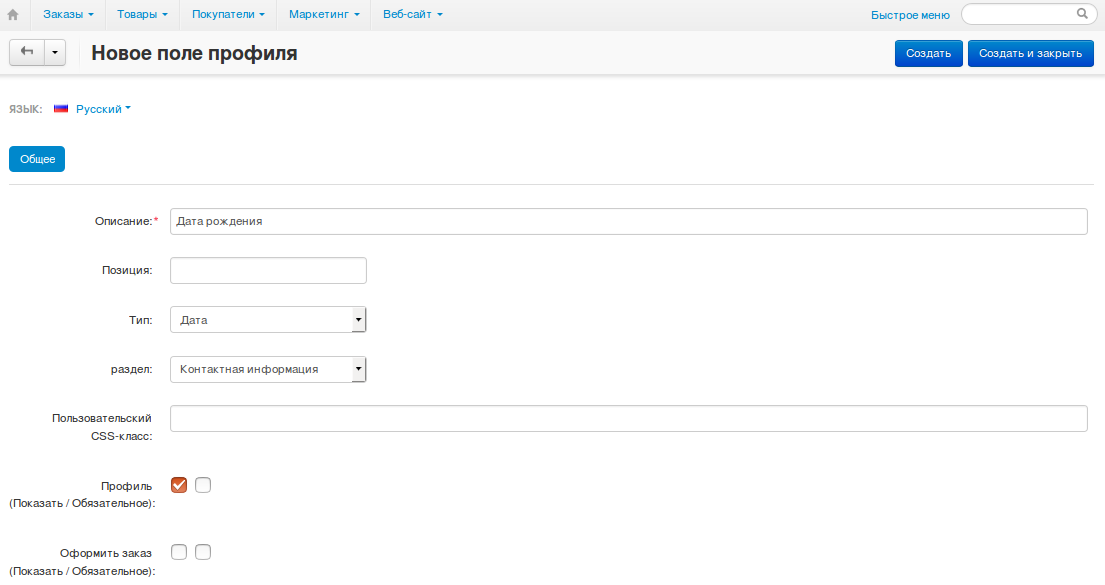 Заказы Товары Покупатели Маркетинг Веб-сайт Быстрое меню
Новое поле профиля Создать Создать и закрыть
ЯЗЫК: Русский
Общее
Описание:* Дата рождения
Позиция:
Тип: Дата
раздел: Контактная информация
Пользовательский
CSS-класс:
Профиль
(Показать / Обязательное):
Оформить заказ
(Показать / Обязательное):